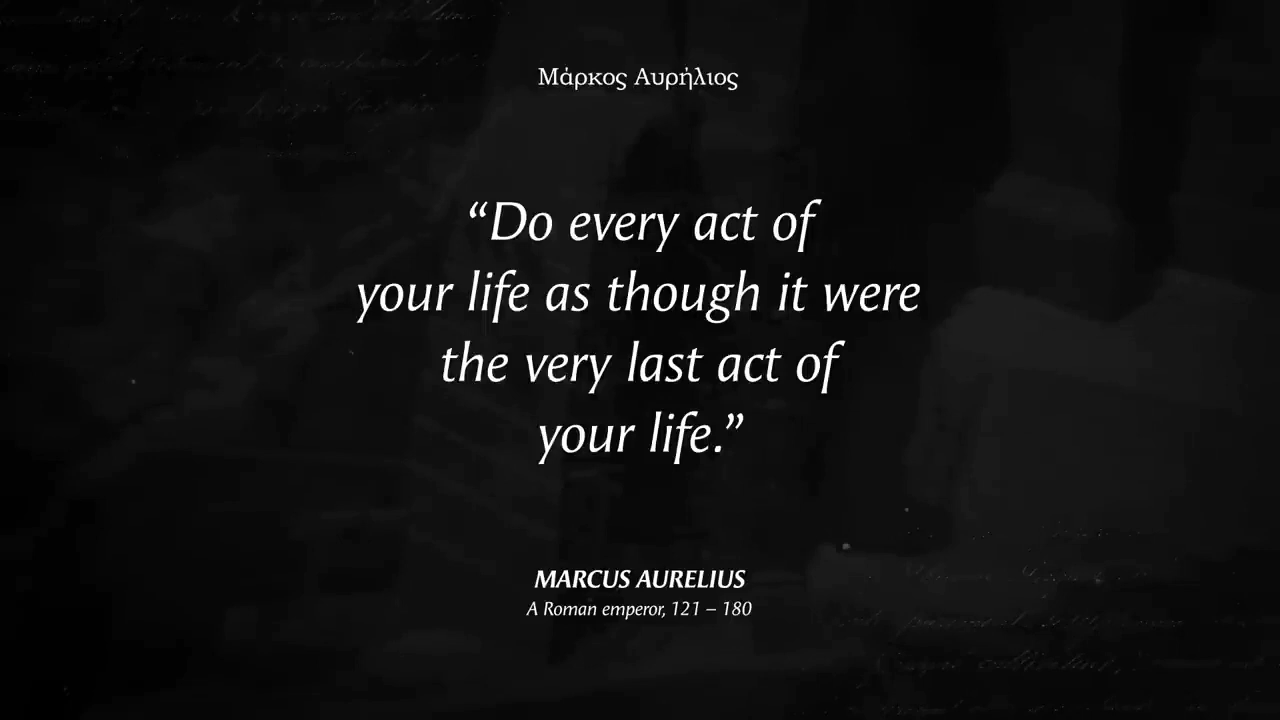 Μάρκος Αυρήλιος
“Do every act of
your life as though it were
the very last act of
your life.”
MARCUS AURELIUS
A Roman emperor, 121 – 180